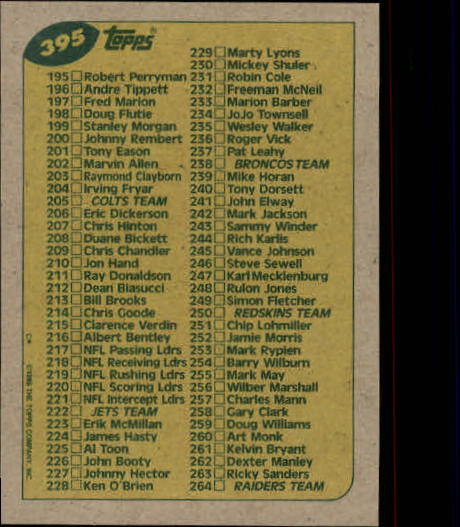 395 Topps®
195 Robert Perryman
196 Andre Tippett
197 Fred Marion
198 Doug Flutie
199 Stanley Morgan
200 Johnny Rembert
201 Tony Eason
202 Marvin Allen
203 Raymond Clayborn
204 Irving Fryar
205 COLTS TEAM
206 Eric Dickerson
207 Chris Hinton
208 Duane Bickett
209 Chris Chandler
210 Jon Hand
211 Ray Donaldson
212 Dean Biasucci
213 Bill Brooks
214 Chris Goode
215 Clarence Verdin
216 Albert Bentley
217 NFL Passing Ldrs
218 NFL Receiving Ldrs
219 NFL Rushing Ldrs
220 NFL Scoring Ldrs
221 NFL Intercept Ldrs
222 JETS TEAM
223 Erik McMillan
224 James Hasty
225 Al Toon
226 John Booty
227 Johnny Hector
228 Ken O'Brien
229 Marty Lyons
230 Mickey Shuler
231 Robin Cole
232 Freeman McNeil
233 Marion Barber
234 JoJo Townsell
235 Wesley Walker
236 Roger Vick
237 Pat Leahy
238 BRONCOS TEAM
239 Mike Horan
240 Tony Dorsett
241 John Elway
242 Mark Jackson
243 Sammy Winder
244 Rich Karlis
245 Vance Johnson
246 Steve Sewell
247 Karl Mecklenburg
248 Rulon Jones
249 Simon Fletcher
250 REDSKINS TEAM
251 Chip Lohmiller
252 Jamie Morris
253 Mark Rypien
254 Barry Wilburn
255 Mark May
256 Wilber Marshall
257 Charles Mann
258 Gary Clark
259 Doug Williams
260 Art Monk
261 Kelvin Bryant
262 Dexter Manley
263 Ricky Sanders
264 RAIDERS TEAM
THE TOPPS COMPANY, INC.